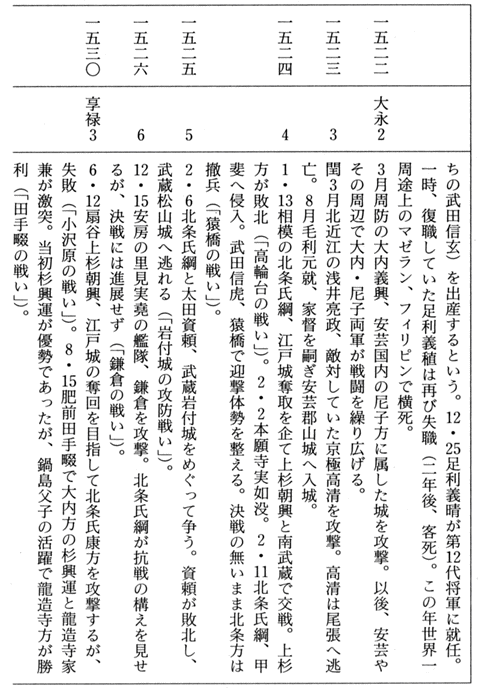 ちの武田信玄）を出産するという。12・25足利義晴が第12代将軍に就任。
一時、復職していた足利義稙は再び失職（二年後、客死）。この年世界一
周途上のマゼラン、フィリピンで横死。
一五二二
大永2
3月周防の大内義興、安芸国内の尼子方に属した城を攻撃。以後、安芸や
その周辺で大内・尼子両軍が戦闘を繰り広げる。
一五二三
3
閏3月北近江の浅井亮政、敵対していた京極高清を攻撃。高清は尾張へ逃
亡。8月毛利元就、家督を嗣ぎ安芸郡山城へ入城。
一五二四
4
1・13相模の北条氏綱、江戸城奪取を企て上杉朝興と南武蔵で交戦。上杉
方が敗北（「高輪台の戦い」）。2・2本願寺実如没。2・11北条氏綱、甲
斐へ侵入。武田信虎、猿橋で迎撃体勢を整える。決戦の無いまま北条方は
撤兵（「猿橋の戦い」）。
一五二五
5
2・6北条氏綱と太田資頼、武蔵岩付城をめぐって争う。資頼が敗北し、
武蔵松山城へ逃れる（「岩付城の攻防戦い」）。
一五二六
6
12・15安房の里見実堯の艦隊、鎌倉を攻撃。北条氏綱が抗戦の構えを見せ
るが、決戦には進展せず（「鎌倉の戦い」）。
一五三〇
享禄3
6・12扇谷上杉朝興、江戸城の奪回を目指して北条氏康方を攻撃するが、
失敗（「小沢原の戦い」）。8・15肥前田手畷で大内方の杉興運と龍造寺家
兼が激突。当初杉興運が優勢であったが、鍋島父子の活躍で龍造寺方が勝
利（「田手畷の戦い」）。